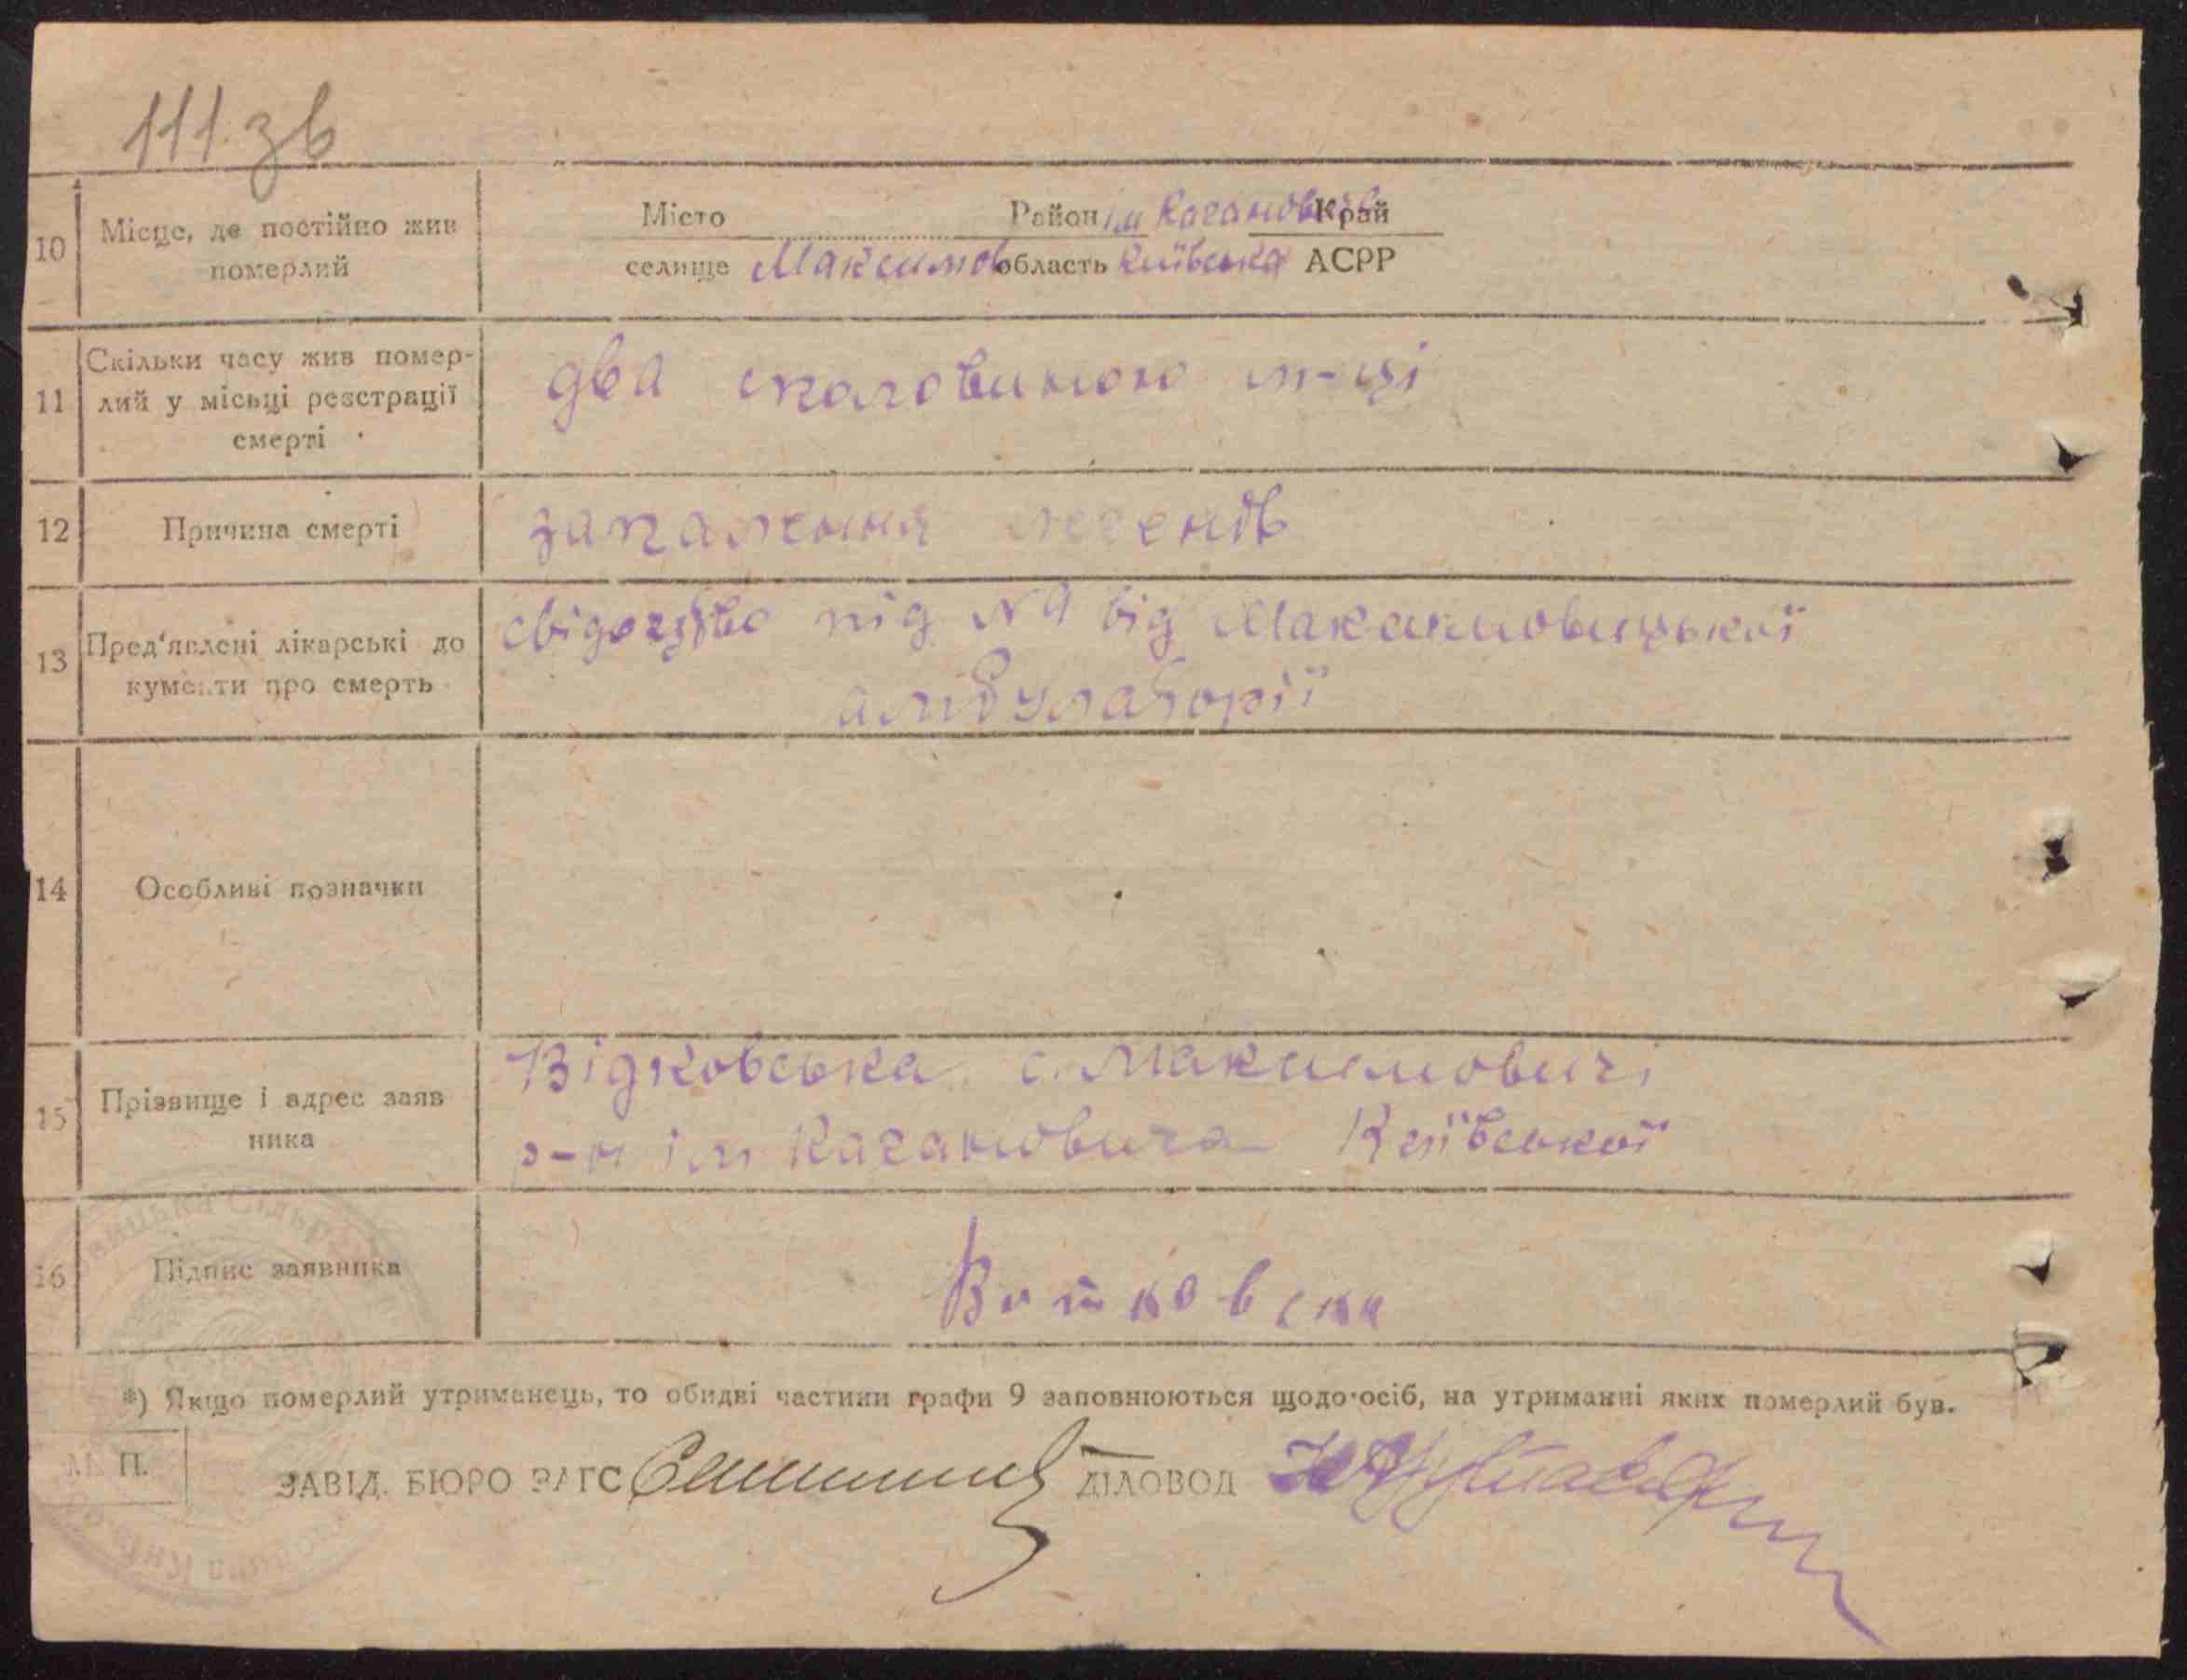 111 зв
10 Місце, де постійно жив померлий
Місто Район ім Кагановича Край
селище Максимов область Київська АСРР
11 Скільки часу жив помер-
лий у місьці реєстрації
смерті
два споловиною м-ці
12 Причина смерті
запалення легенів
13 Пред'явлені лікарські до
кументи про смерть
свідоцтво під №9 від Максимовицької
амбулаторії
14 Особливі позначки
15 Прізвище і адрес заяв
ника
Відковська с. Максимовичі
р-н ім Кагановича Київської
16 Підпис заявника
Витковска
*) Якщо померлий утриманець, то обидві частини графи 9 заповнюються щодо осіб, на утриманні яких померлий був.
М. П.
ЗАВІД. БЮРО ЗАГС ДІЛОВОД